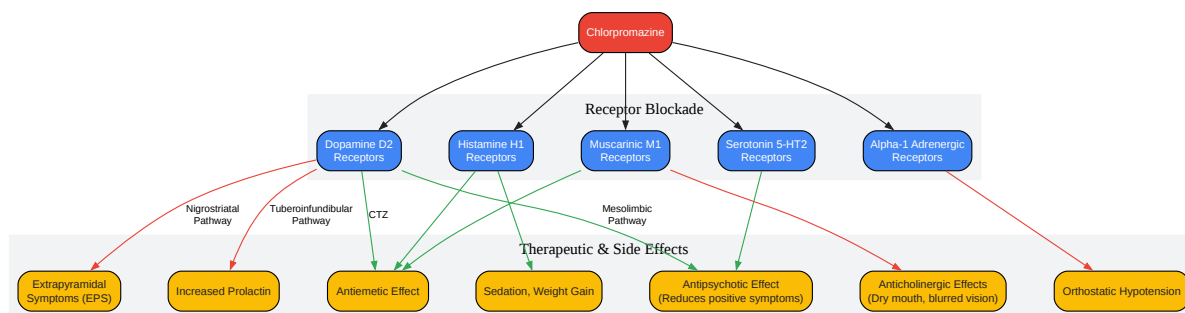 Chlorpromazine
Receptor Blockade
Dopamine D2
Receptors
Histamine H1
Receptors
Muscarinic M1
Receptors
Serotonin 5-HT2
Receptors
Alpha-1 Adrenergic
Receptors
Nigrostriatal
Pathway
Tuberoinfundibular
Pathway
CTZ
Mesolimbic
Pathway
Therapeutic & Side Effects
Extrapyramidal
Symptoms (EPS)
Increased Prolactin
Antiemetic Effect
Sedation, Weight Gain
Antipsychotic Effect
(Reduces positive symptoms)
Anticholinergic Effects
(Dry mouth, blurred vision)
Orthostatic Hypotension